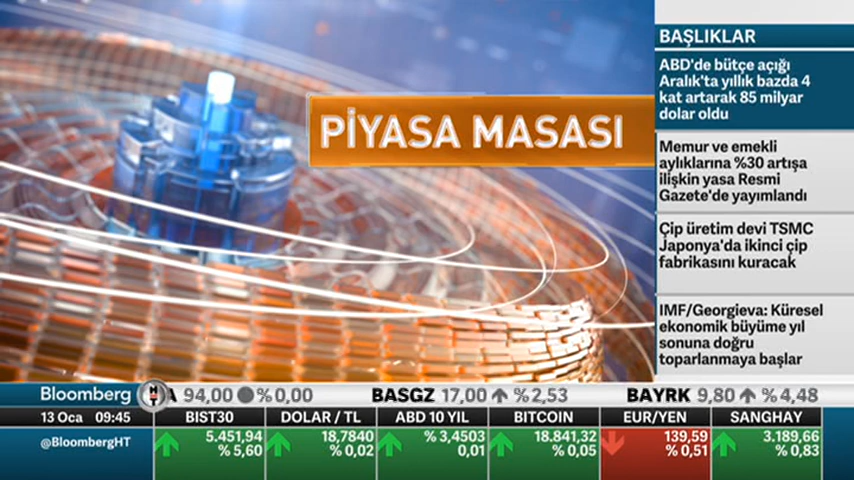 PİYASA MASASI
BAŞLIKLAR
ABD'de bütçe açığı
Aralık'ta yıllık bazda 4
kat artarak 85 milyar
dolar oldu
Memur ve emekli
aylıklarına %30 artışa
ilişkin yasa Resmi
Gazete'de yayımlandı
Çip üretim devi TSMC
Japonya'da ikinci çip
fabrikasını kuracak
IMF/Georgieva: Küresel
ekonomik büyüme yıl
sonuna doğru
toparlanmaya başlar
Bloomberg HT A 94,00 %0,00 BASGZ 17,00 %2,53 BAYRK 9,80 %4,48
13 Oca 09:45 BIST30 DOLAR / TL ABD 10 YIL BITCOIN EUR/YEN SANGHAY
@BloombergHT 5.451,94 18,7840 % 3,4503 18.841,32 139,59 3.189,66
% 5,60 % 0,02 0,01 % 0,05 % 0,51 % 0,83